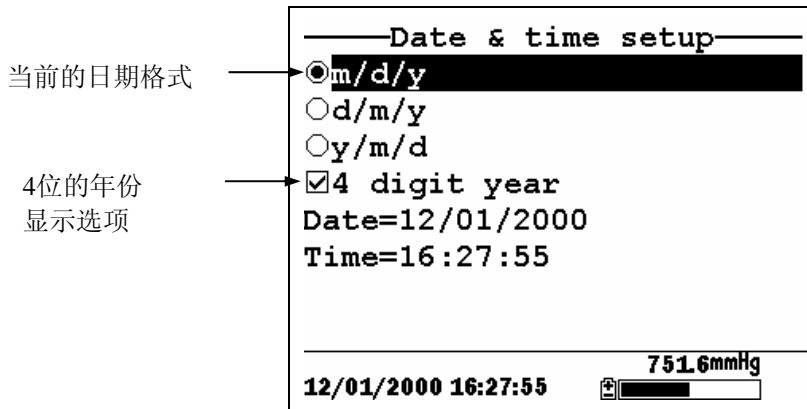 Date & time setup
当前的日期格式
m/d/y
d/m/y
y/m/d
4位的年份
显示选项
4 digit year
Date=12/01/2000
Time=16:27:55
751.6mmHg
12/01/2000 16:27:55